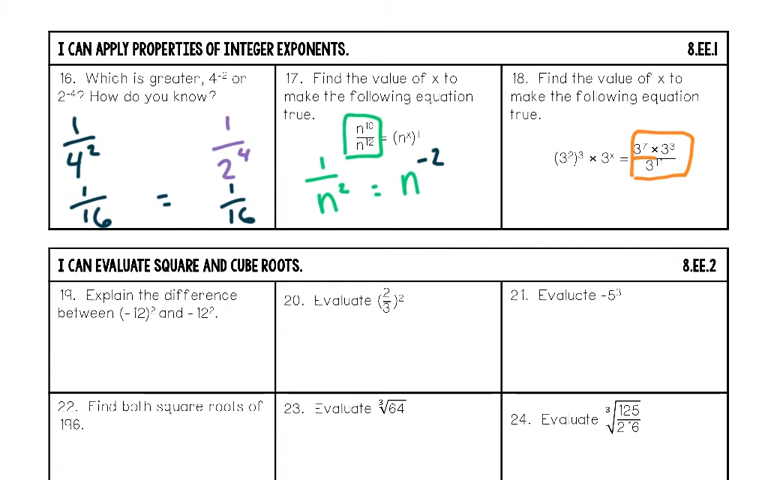 I CAN APPLY PROPERTIES OF INTEGER EXPONENTS. 8.EE.1
16. Which is greater, 4⁻² or
2⁻⁴? How do you know?
1/4² 1/2⁴
1/16 = 1/16
17. Find the value of x to
make the following equation
true.
n¹⁰/n¹² = (nˣ)¹
1/n² = n⁻²
18. Find the value of x to
make the following equation
true.
(3²)³ × 3ˣ = 3⁷ × 3³/3¹¹
I CAN EVALUATE SQUARE AND CUBE ROOTS. 8.EE.2
19. Explain the difference
between (-12)² and -12².
20. Evaluate (2/3)²
21. Evaluate -5³
22. Find both square roots of
196.
23. Evaluate ∛64
24. Evaluate ∛125/216